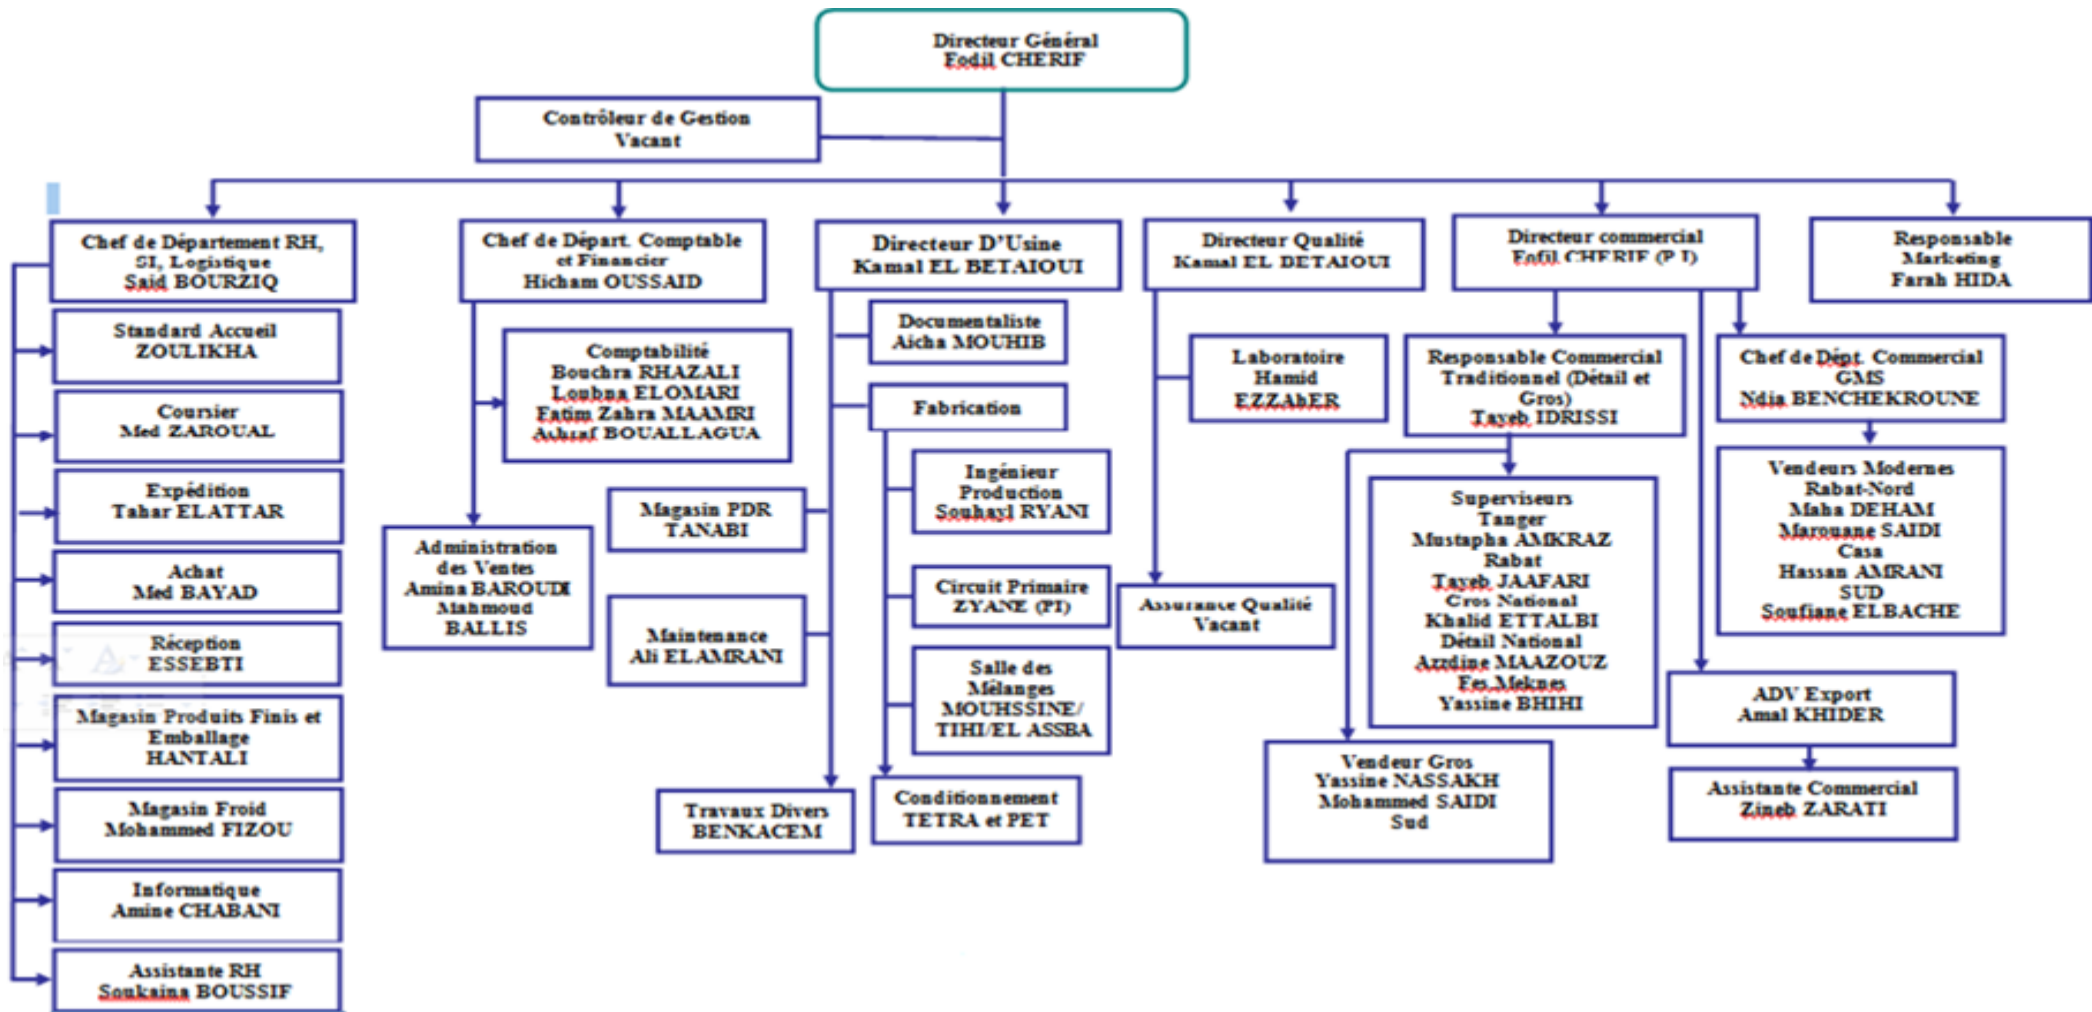 Directeur Général
Fodil CHERIF
Contrôleur de Gestion
Vacant
Chef de Département RH,
SI, Logistique
Said BOURZIQ
Standard Accueil
ZOULIKHA
Coursier
Med ZAROUAL
Expédition
Tahar ELATTAR
Achat
Med BAYAD
Réception
ESSEBTI
Magasin Produits Finis et
Emballage
HANTALI
Magasin Froid
Mohammed FIZOU
Informatique
Amine CHABANI
Assistante RH
Soukaina BOUSSIF
Chef de Départ. Comptable
et Financier
Hicham OUSSAID
Comptabilité
Bouchra RHAZALI
Loubna ELOMARI
Fatim Zahra MAAMRI
Achraf BOUALLAGUA
Administration
des Ventes
Amina BAROUDI
Mahmoud
BALLIS
Directeur D'Usine
Kamal EL BETAIOUI
Documentaliste
Aicha MOUHIB
Fabrication
Ingénieur
Production
Souhayl RYANI
Circuit Primaire
ZYANE (PI)
Salle des
Mélanges
MOUHSSINE/
TIHI/EL ASSBA
Conditionnement
TETRA et PET
Magasin PDR
TANABI
Maintenance
Ali ELAMRANI
Travaux Divers
BENKACEM
Directeur Qualité
Kamal EL DETAIOUI
Laboratoire
Hamid
EZZAhER
Assurance Qualité
Vacant
Directeur commercial
Fofil CHERIF (P I)
Responsable Commercial
Traditionnel (Détail et
Gros)
Tayeb IDRISSI
Superviseurs
Tanger
Mustapha AMKRAZ
Rabat
Tayeb JAAFARI
Gros National
Khalid ETTALBI
Détail National
Azzdine MAAZOUZ
Fes Meknes
Yassine BHIHI
Vendeur Gros
Yassine NASSAKH
Mohammed SAIDI
Sud
Chef de Dépt. Commercial
GMS
Ndia BENCHEKROUNE
Vendeurs Modernes
Rabat-Nord
Maha DEHAM
Marouane SAIDI
Casa
Hassan AMRANI
SUD
Soufiane ELBACHE
ADV Export
Amal KHIDER
Assistante Commercial
Zineb ZARATI
Responsable
Marketing
Farah HIDA